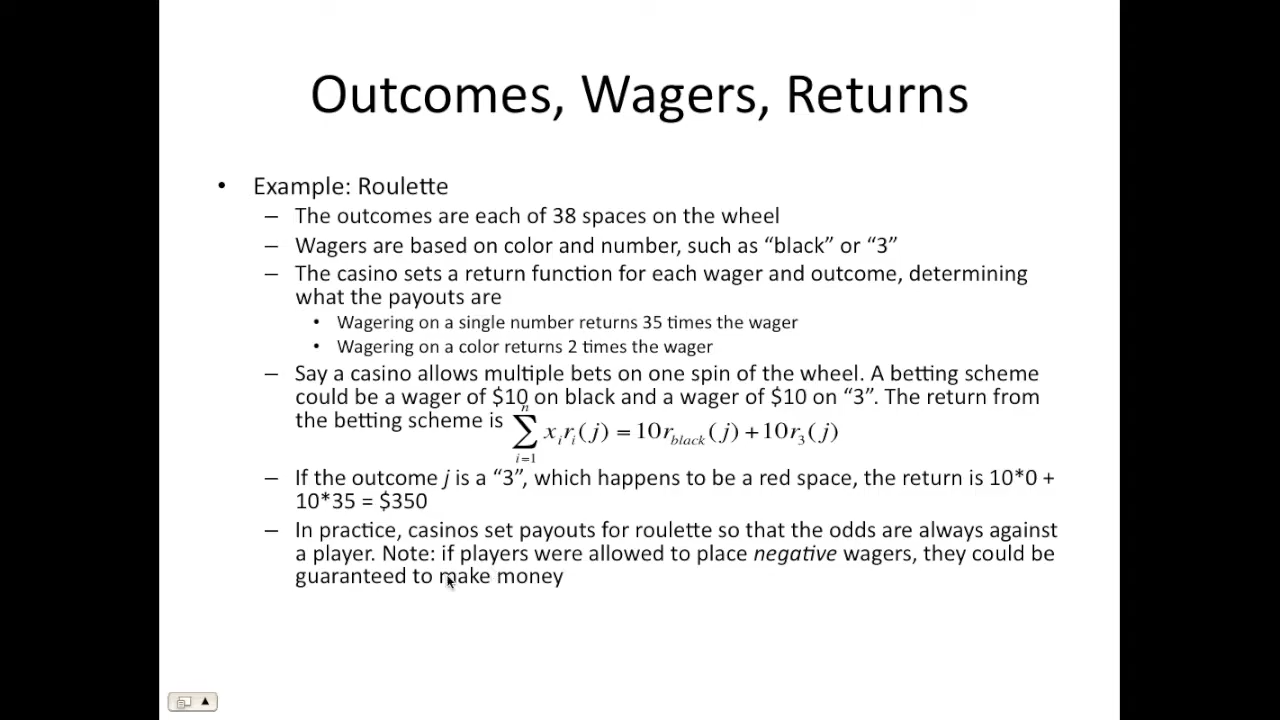 Outcomes, Wagers, Returns
• Example: Roulette
– The outcomes are each of 38 spaces on the wheel
– Wagers are based on color and number, such as “black” or “3”
– The casino sets a return function for each wager and outcome, determining
what the payouts are
• Wagering on a single number returns 35 times the wager
• Wagering on a color returns 2 times the wager
– Say a casino allows multiple bets on one spin of the wheel. A betting scheme
could be a wager of $10 on black and a wager of $10 on “3”. The return from
the betting scheme is $\sum_{i=1}^{n} x_i r_i(j) = 10r_{black}(j) + 10r_3(j)$
– If the outcome j is a “3”, which happens to be a red space, the return is 10*0 +
10*35 = $350
– In practice, casinos set payouts for roulette so that the odds are always against
a player. Note: if players were allowed to place negative wagers, they could be
guaranteed to make money